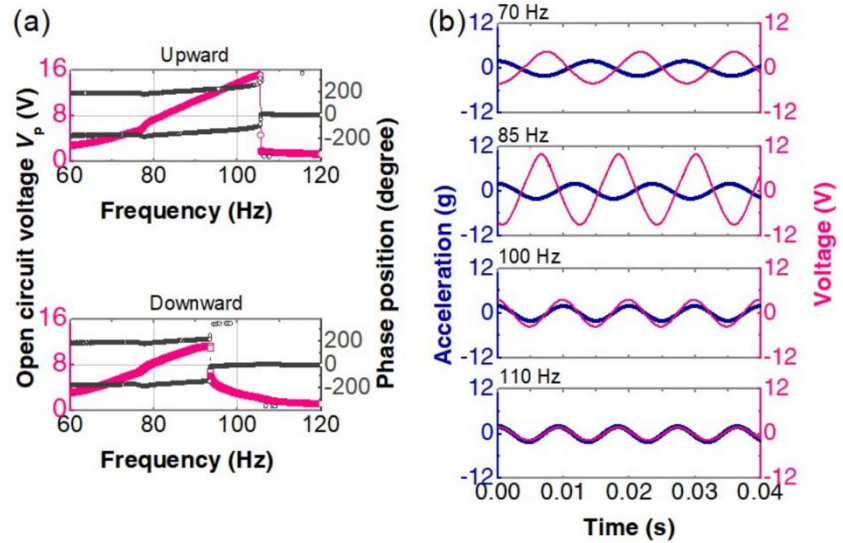 (a)
Upward
Open circuit voltage Vp (V)
16
8
0
200
0
-200
60 80 100 120
Frequency (Hz)
Phase position (degree)
Downward
16
8
0
200
0
-200
60 80 100 120
Frequency (Hz)
(b)
Acceleration (g)
Voltage (V)
70 Hz
12
0
-12
12
0
-12
85 Hz
12
0
-12
12
0
-12
100 Hz
12
0
-12
12
0
-12
110 Hz
12
0
-12
12
0
-12
0.00 0.01 0.02 0.03 0.04
Time (s)